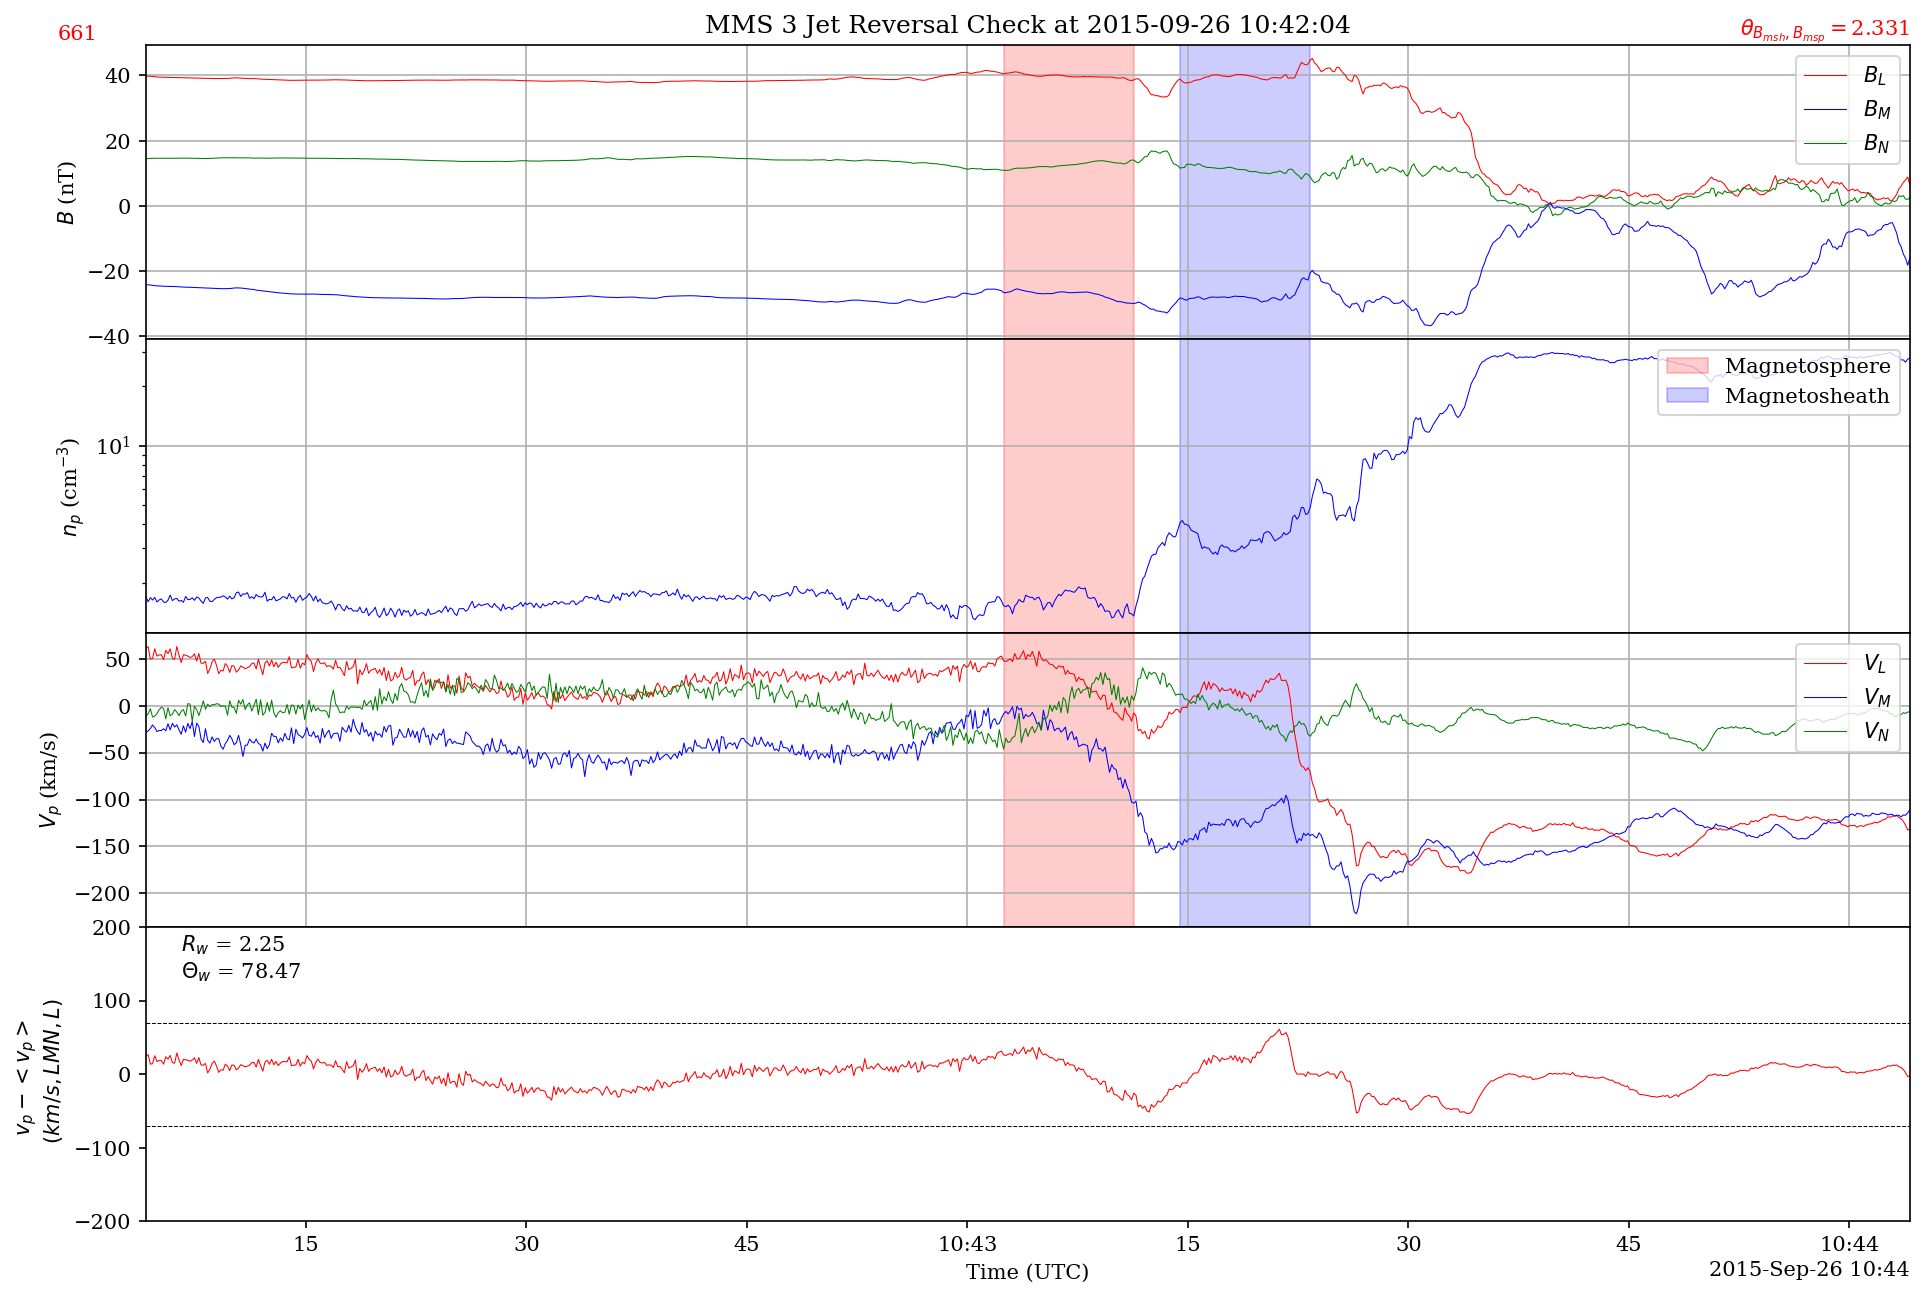 MMS 3 Jet Reversal Check at 2015-09-26 10:42:04
661
θ_{B_{msh}, B_{msp}} = 2.331
40
20
0
−20
−40
B (nT)
B_L
B_M
B_N
10^1
n_p (cm^{−3})
Magnetosphere
Magnetosheath
50
0
−50
−100
−150
−200
V_p (km/s)
V_L
V_M
V_N
200
100
0
−100
−200
v_p − < v_p >
(km/s, LMN, L)
R_w = 2.25
Θ_w = 78.47
15
30
45
10:43
15
30
45
10:44
Time (UTC)
2015-Sep-26 10:44